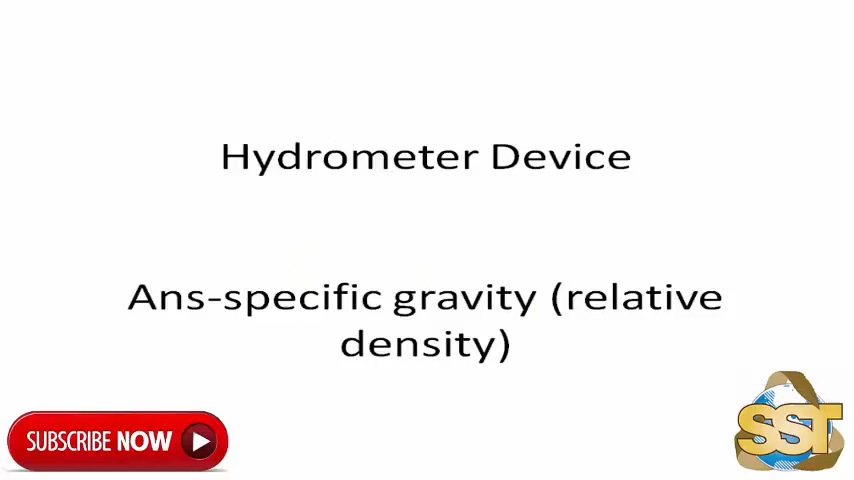 Hydrometer Device
Ans-specific gravity (relative
density)
SUBSCRIBE NOW
SST